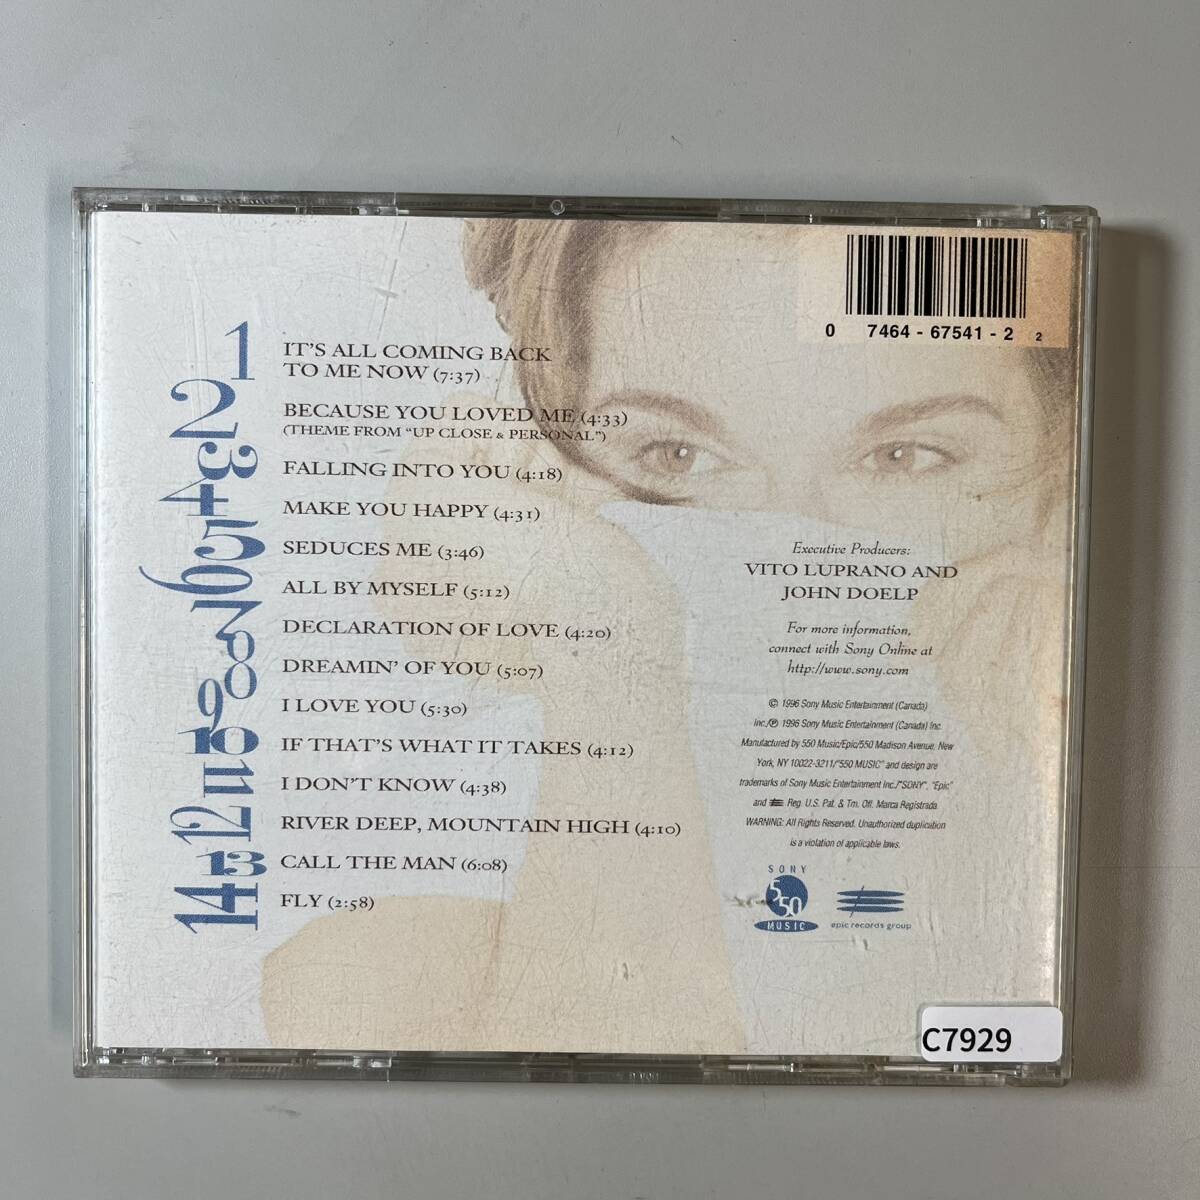 0 7464-67541-2 2
1
IT'S ALL COMING BACK
TO ME NOW (7:37)
2
BECAUSE YOU LOVED ME (4:33)
(THEME FROM "UP CLOSE & PERSONAL")
3
FALLING INTO YOU (4:18)
4
MAKE YOU HAPPY (4:31)
5
SEDUCES ME (3:46)
6
ALL BY MYSELF (5:12)
7
DECLARATION OF LOVE (4:20)
8
DREAMIN' OF YOU (5:07)
9
I LOVE YOU (5:30)
10
IF THAT'S WHAT IT TAKES (4:12)
11
I DON'T KNOW (4:38)
12
RIVER DEEP, MOUNTAIN HIGH (4:10)
13
CALL THE MAN (6:08)
14
FLY (2:58)
Executive Producers:
VITO LUPRANO AND
JOHN DOELP
For more information,
connect with Sony Online at
http://www.sony.com
© 1996 Sony Music Entertainment (Canada)
Inc./℗ 1996 Sony Music Entertainment (Canada) Inc.
Manufactured by 550 Music/Epic/550 Madison Avenue, New
York, NY 10022-3211/"550 MUSIC" and design are
trademarks of Sony Music Entertainment Inc./"SONY", "Epic"
and Reg. U.S. Pat. & Tm. Off. Marca Registrada
WARNING: All Rights Reserved. Unauthorized duplication
is a violation of applicable laws.
SONY
550
MUSIC
epic records group
C7929